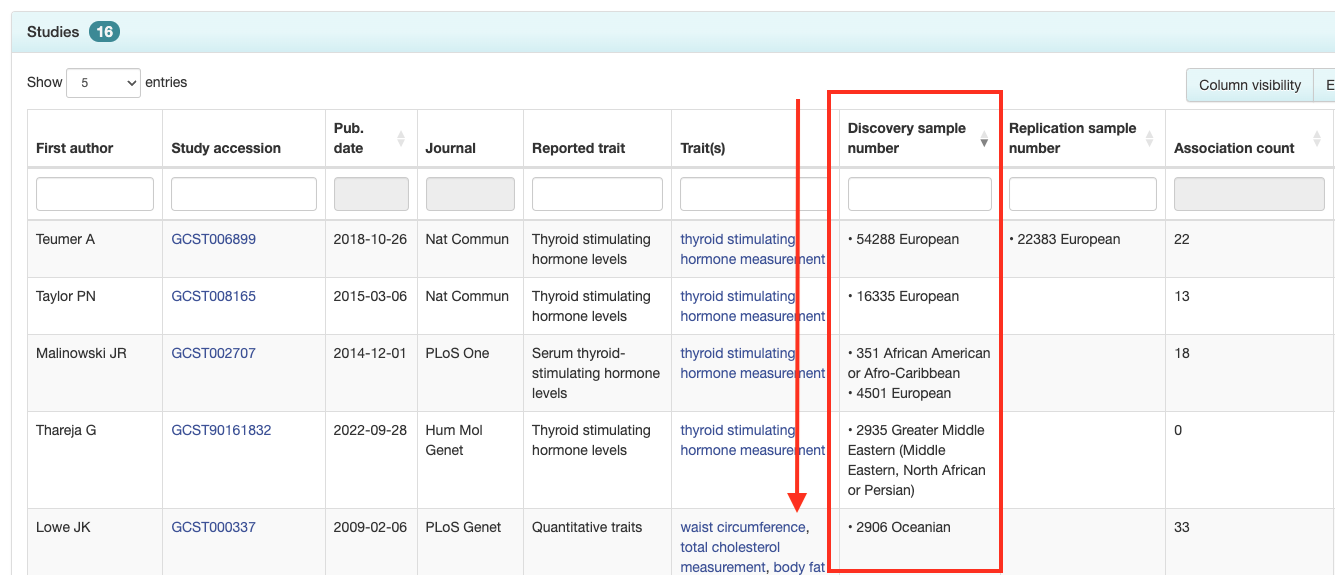 Studies 16
Show 5 entries
Column visibility E
First author
Study accession
Pub.
date
Journal
Reported trait
Trait(s)
Discovery sample
number
Replication sample
number
Association count
Teumer A
GCST006899
2018-10-26
Nat Commun
Thyroid stimulating
hormone levels
thyroid stimulating
hormone measurement
• 54288 European
• 22383 European
22
Taylor PN
GCST008165
2015-03-06
Nat Commun
Thyroid stimulating
hormone levels
thyroid stimulating
hormone measurement
• 16335 European
13
Malinowski JR
GCST002707
2014-12-01
PLoS One
Serum thyroid-
stimulating hormone
levels
thyroid stimulating
hormone measurement
• 351 African American
or Afro-Caribbean
• 4501 European
18
Thareja G
GCST90161832
2022-09-28
Hum Mol
Genet
Thyroid stimulating
hormone levels
thyroid stimulating
hormone measurement
• 2935 Greater Middle
Eastern (Middle
Eastern, North African
or Persian)
0
Lowe JK
GCST000337
2009-02-06
PLoS Genet
Quantitative traits
waist circumference,
total cholesterol
measurement, body fat
• 2906 Oceanian
33